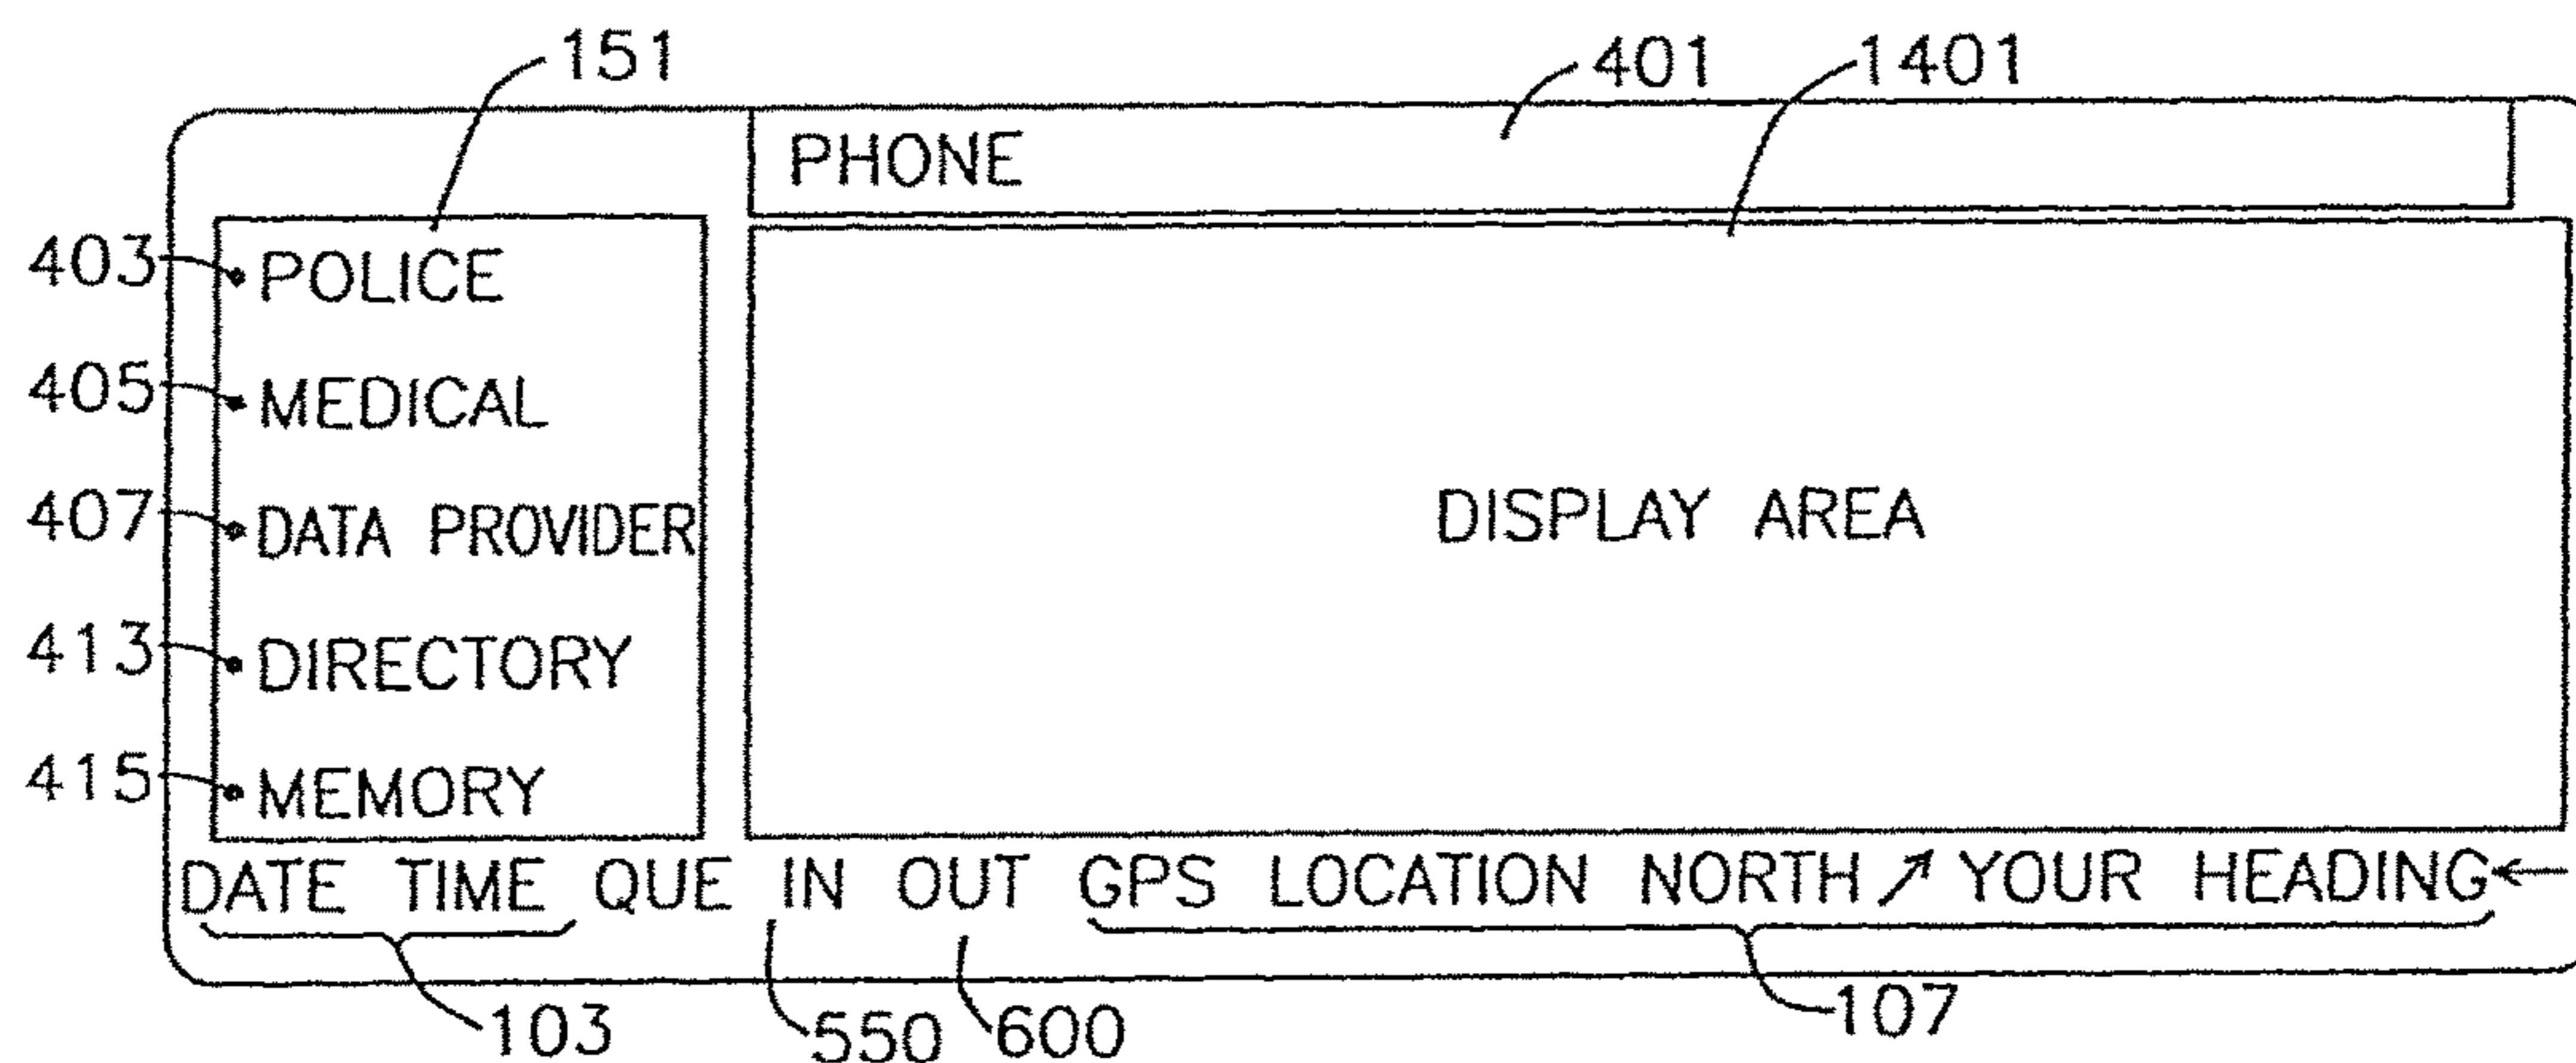 151 401 1401
PHONE
403 POLICE
405 MEDICAL
407 DATA PROVIDER
DISPLAY AREA
413 DIRECTORY
415 MEMORY
DATE TIME QUE IN OUT GPS LOCATION NORTH ↗ YOUR HEADING ←
103 550 600 107